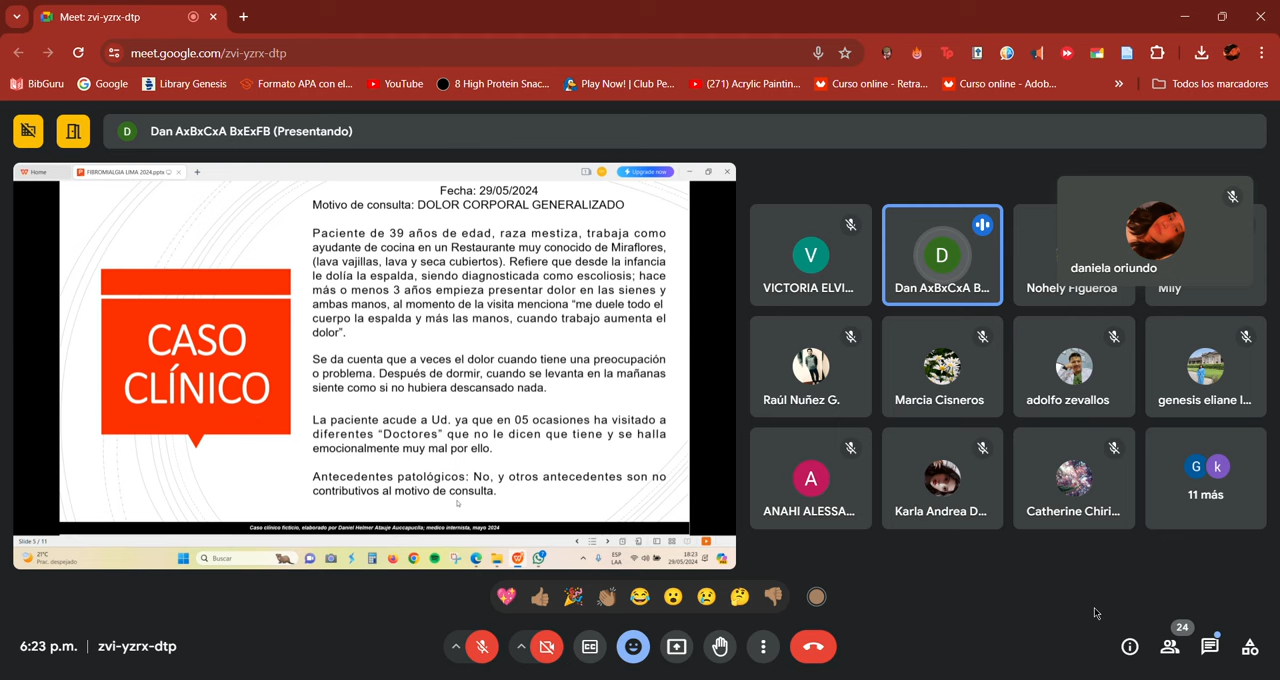 Meet: zvi-yzrx-dtp
meet.google.com/zvi-yzrx-dtp
BibGuru
Google
Library Genesis
Formato APA con el...
YouTube
8 High Protein Snac...
Play Now! | Club Pe...
(271) Acrylic Paintin...
Curso online - Retra...
Curso online - Adob...
»
Todos los marcadores
D
Dan AxBxCxA BxExFB (Presentando)
Home
FIBROMIALGIA LIMA 2024.pptx
Upgrade now
Fecha: 29/05/2024
Motivo de consulta: DOLOR CORPORAL GENERALIZADO
Paciente de 39 años de edad, raza mestiza, trabaja como
ayudante de cocina en un Restaurante muy conocido de Miraflores,
(lava vajillas, lava y seca cubiertos). Refiere que desde la infancia
le dolía la espalda, siendo diagnosticada como escoliosis; hace
más o menos 3 años empieza presentar dolor en las sienes y
ambas manos, al momento de la visita menciona “me duele todo el
cuerpo la espalda y más las manos, cuando trabajo aumenta el
dolor”.
Se da cuenta que a veces el dolor cuando tiene una preocupación
o problema. Después de dormir, cuando se levanta en la mañanas
siente como si no hubiera descansado nada.
La paciente acude a Ud. ya que en 05 ocasiones ha visitado a
diferentes “Doctores” que no le dicen que tiene y se halla
emocionalmente muy mal por ello.
Antecedentes patológicos: No, y otros antecedentes son no
contributivos al motivo de consulta.
CASO
CLÍNICO
Caso clínico ficticio, elaborado por Daniel Helmer Atauje Auccapuclla; medico internista, mayo 2024
Slide 5 / 11
21°C
Prac. despejado
Buscar
ESP
LAA
18:23
29/05/2024
V
VICTORIA ELVI...
D
Dan AxBxCxA B...
Nohely Figueroa
Mily
daniela oriundo
Raúl Nuñez G.
Marcia Cisneros
adolfo zevallos
genesis eliane l...
A
ANAHI ALESSA...
Karla Andrea D...
Catherine Chiri...
G k
11 más
6:23 p.m. | zvi-yzrx-dtp
24